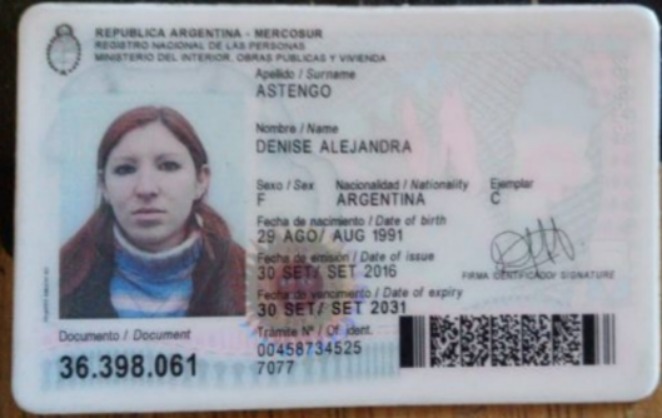 REPUBLICA ARGENTINA - MERCOSUR
REGISTRO NACIONAL DE LAS PERSONAS
MINISTERIO DEL INTERIOR, OBRAS PUBLICAS Y VIVIENDA
Apellido / Surname
ASTENGO
Nombre / Name
DENISE ALEJANDRA
Sexo / Sex Nacionalidad / Nationality Ejemplar
F ARGENTINA C
Fecha de nacimiento / Date of birth
29 AGO/ AUG 1991
Fecha de emisión / Date of issue
30 SET/ SET 2016
FIRMA IDENTIFICADO/ SIGNATURE
Fecha de vencimiento / Date of expiry
30 SET/ SET 2031
Documento / Document
36.398.061
Trámite Nº / Of. ident.
00458734525
7077